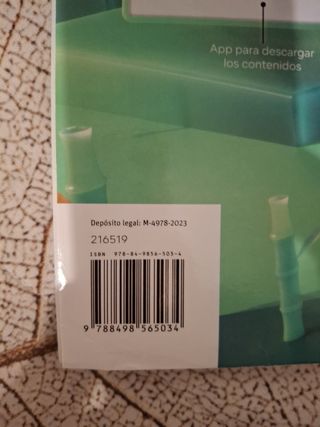 App para descargar
los contenidos
Depósito legal: M-4978-2023
216519
ISBN 978-84-9856-503-4
9 788498 565034